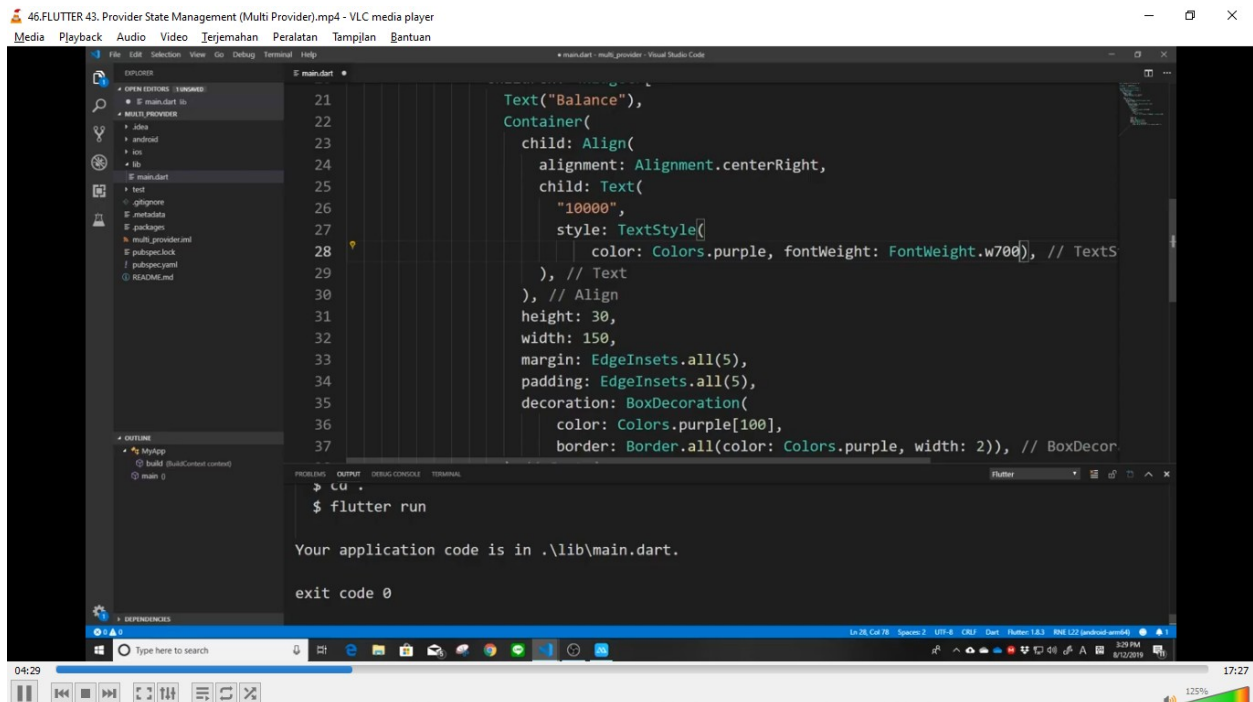 46.FLUTTER 43. Provider State Management (Multi Provider).mp4 - VLC media player
Media Playback Audio Video Terjemahan Peralatan Tampilan Bantuan
File Edit Selection View Go Debug Terminal Help
● main.dart - multi_provider - Visual Studio Code
EXPLORER
main.dart ●
OPEN EDITORS 1 UNSAVED
● main.dart lib
MULTI_PROVIDER
.idea
android
ios
lib
main.dart
test
.gitignore
.metadata
.packages
multi_provider.iml
pubspec.lock
pubspec.yaml
README.md
OUTLINE
MyApp
build (BuildContext context)
main ()
DEPENDENCIES
21 Text("Balance"),
22 Container(
23 child: Align(
24 alignment: Alignment.centerRight,
25 child: Text(
26 "10000",
27 style: TextStyle(
28 color: Colors.purple, fontWeight: FontWeight.w700), // TextS
29 ), // Text
30 ), // Align
31 height: 30,
32 width: 150,
33 margin: EdgeInsets.all(5),
34 padding: EdgeInsets.all(5),
35 decoration: BoxDecoration(
36 color: Colors.purple[100],
37 border: Border.all(color: Colors.purple, width: 2)), // BoxDecor
PROBLEMS OUTPUT DEBUG CONSOLE TERMINAL
Flutter
$ cd .
$ flutter run
Your application code is in .\lib\main.dart.
exit code 0
0 0
Ln 28, Col 78 Spaces: 2 UTF-8 CRLF Dart Flutter: 1.8.3 RNE L22 (android-arm64) 1
Type here to search
3:29 PM
8/12/2019
04:29
17:27
125%